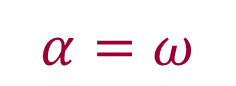 α = ω